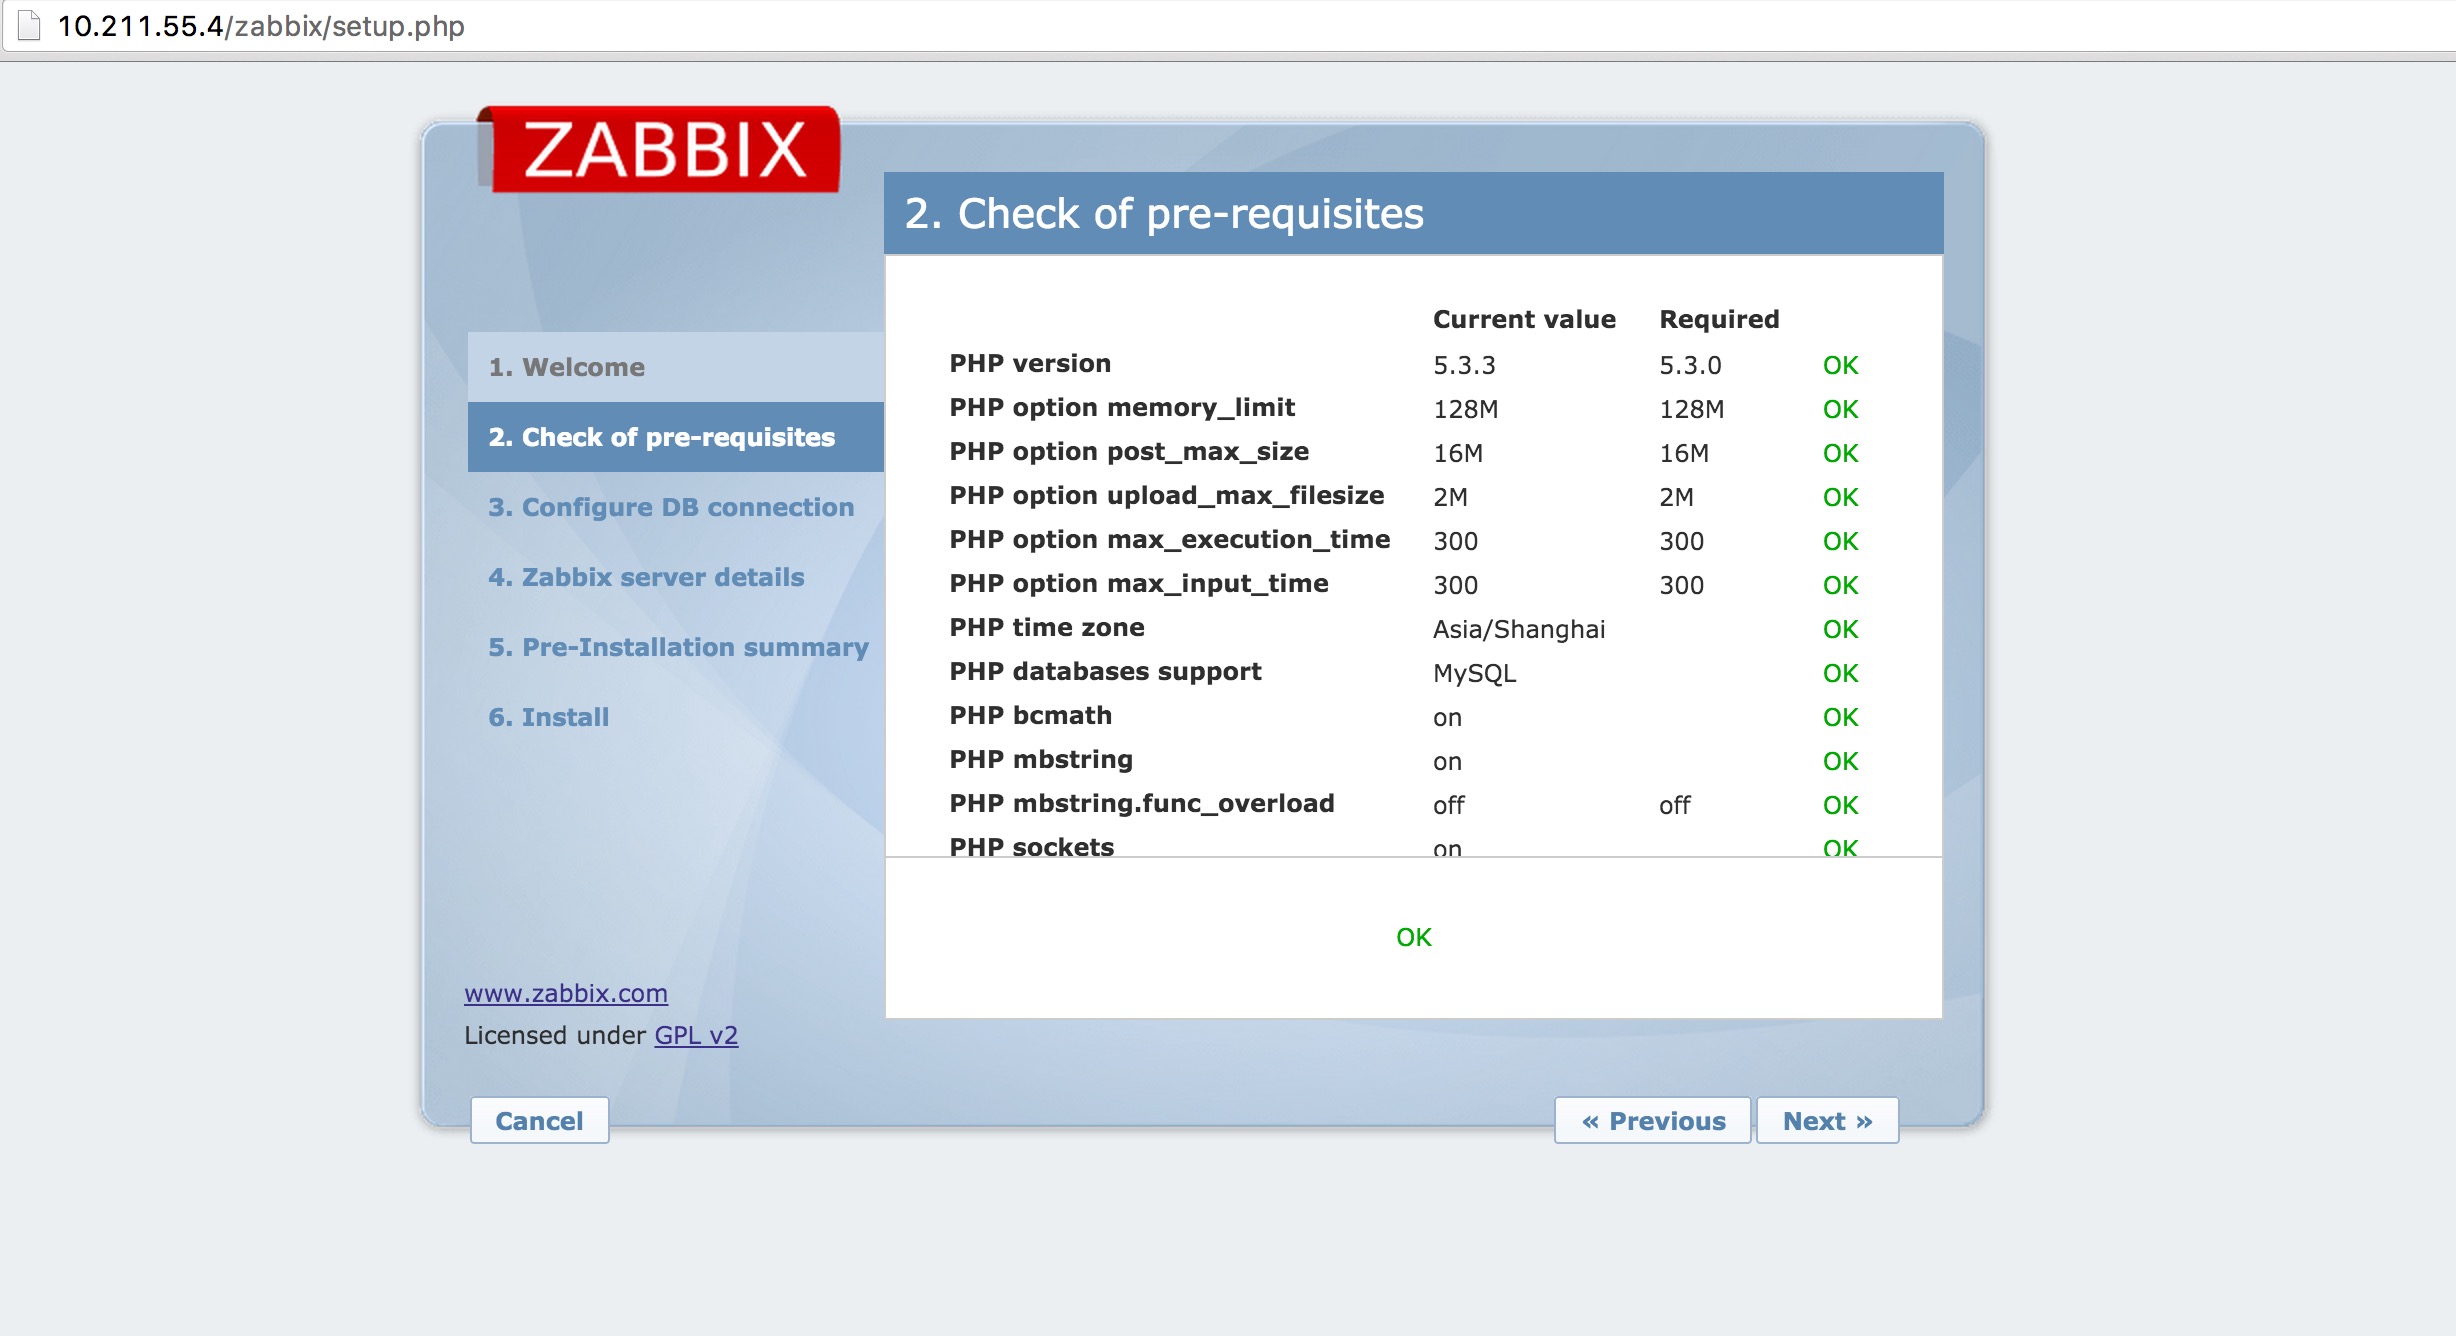 10.211.55.4/zabbix/setup.php
ZABBIX
2. Check of pre-requisites
1. Welcome
2. Check of pre-requisites
3. Configure DB connection
4. Zabbix server details
5. Pre-Installation summary
6. Install
Current value Required
PHP version 5.3.3 5.3.0 OK
PHP option memory_limit 128M 128M OK
PHP option post_max_size 16M 16M OK
PHP option upload_max_filesize 2M 2M OK
PHP option max_execution_time 300 300 OK
PHP option max_input_time 300 300 OK
PHP time zone Asia/Shanghai OK
PHP databases support MySQL OK
PHP bcmath on OK
PHP mbstring on OK
PHP mbstring.func_overload off off OK
PHP sockets on OK
OK
www.zabbix.com
Licensed under GPL v2
Cancel
« Previous
Next »